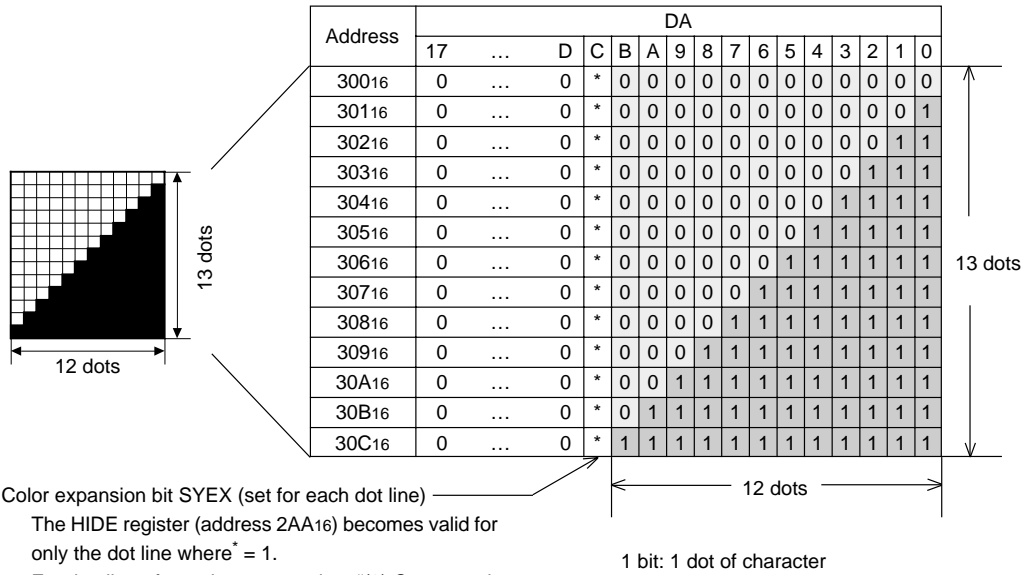 Address DA
17 … D C B A 9 8 7 6 5 4 3 2 1 0
30016 0 … 0 * 0 0 0 0 0 0 0 0 0 0 0 0
30116 0 … 0 * 0 0 0 0 0 0 0 0 0 0 0 1
30216 0 … 0 * 0 0 0 0 0 0 0 0 0 0 1 1
30316 0 … 0 * 0 0 0 0 0 0 0 0 0 1 1 1
30416 0 … 0 * 0 0 0 0 0 0 0 0 1 1 1 1
30516 0 … 0 * 0 0 0 0 0 0 0 1 1 1 1 1
30616 0 … 0 * 0 0 0 0 0 0 1 1 1 1 1 1
30716 0 … 0 * 0 0 0 0 0 1 1 1 1 1 1 1
30816 0 … 0 * 0 0 0 0 1 1 1 1 1 1 1 1
30916 0 … 0 * 0 0 0 1 1 1 1 1 1 1 1 1
30A16 0 … 0 * 0 0 1 1 1 1 1 1 1 1 1 1
30B16 0 … 0 * 0 1 1 1 1 1 1 1 1 1 1 1
30C16 0 … 0 * 1 1 1 1 1 1 1 1 1 1 1 1
13 dots
12 dots
13 dots
12 dots
Color expansion bit SYEX (set for each dot line)
The HIDE register (address 2AA16) becomes valid for
only the dot line where* = 1.
1 bit: 1 dot of character